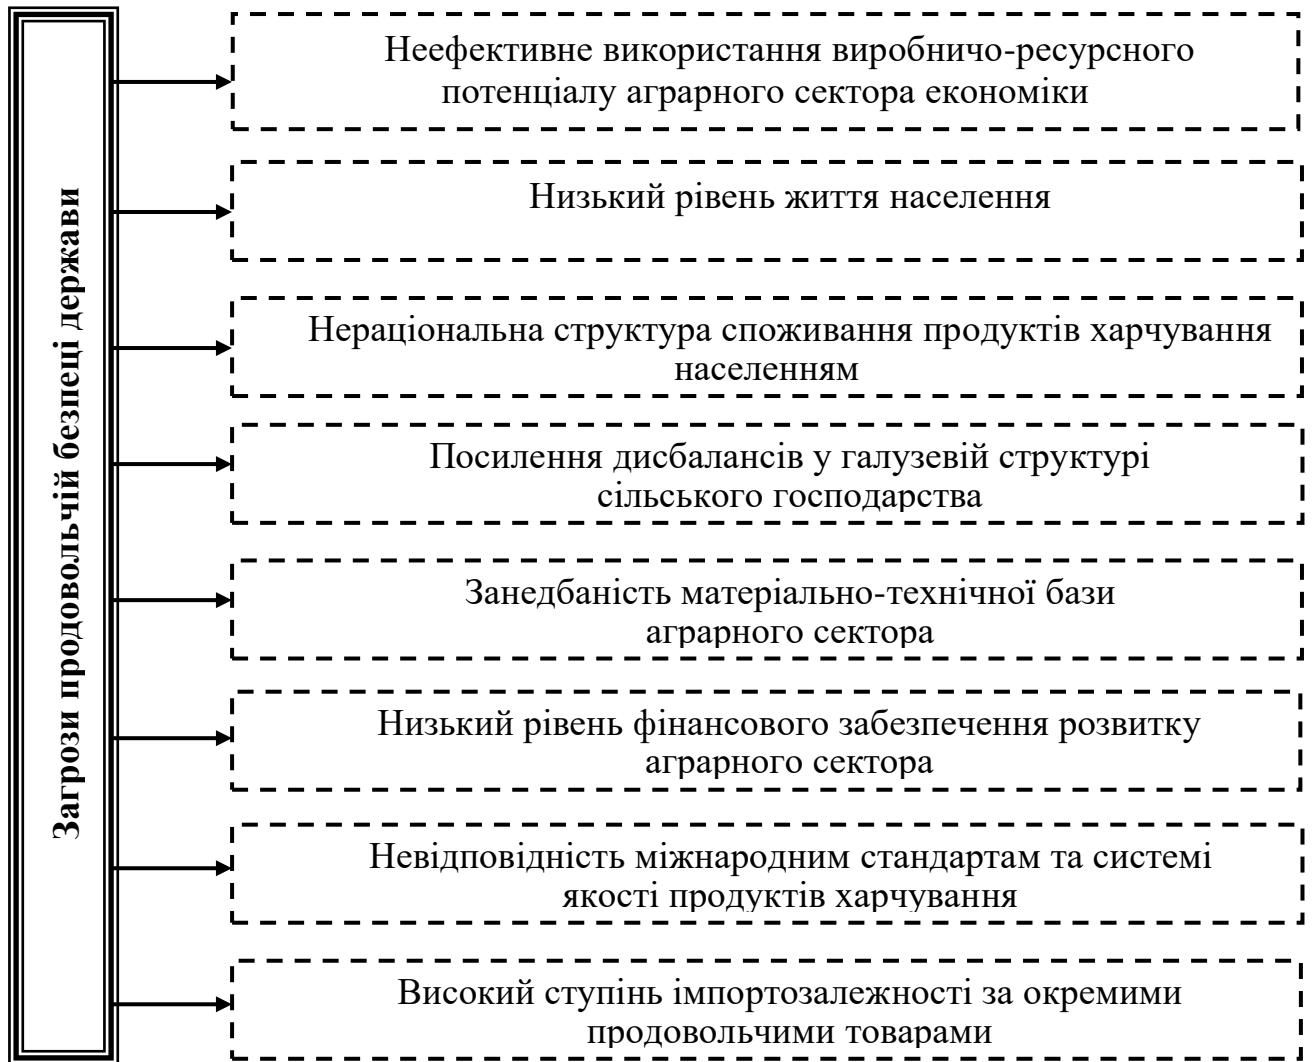 Загрози продовольчій безпеці держави
Неефективне використання виробничо-ресурсного
потенціалу аграрного сектора економіки
Низький рівень життя населення
Нераціональна структура споживання продуктів харчування
населенням
Посилення дисбалансів у галузевій структурі
сільського господарства
Занедбаність матеріально-технічної бази
аграрного сектора
Низький рівень фінансового забезпечення розвитку
аграрного сектора
Невідповідність міжнародним стандартам та системі
якості продуктів харчування
Високий ступінь імпортозалежності за окремими
продовольчими товарами